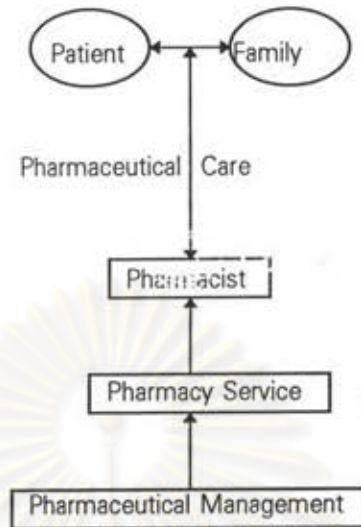 Patient Family
Pharmaceutical Care
Pharmacist
Pharmacy Service
Pharmaceutical Management